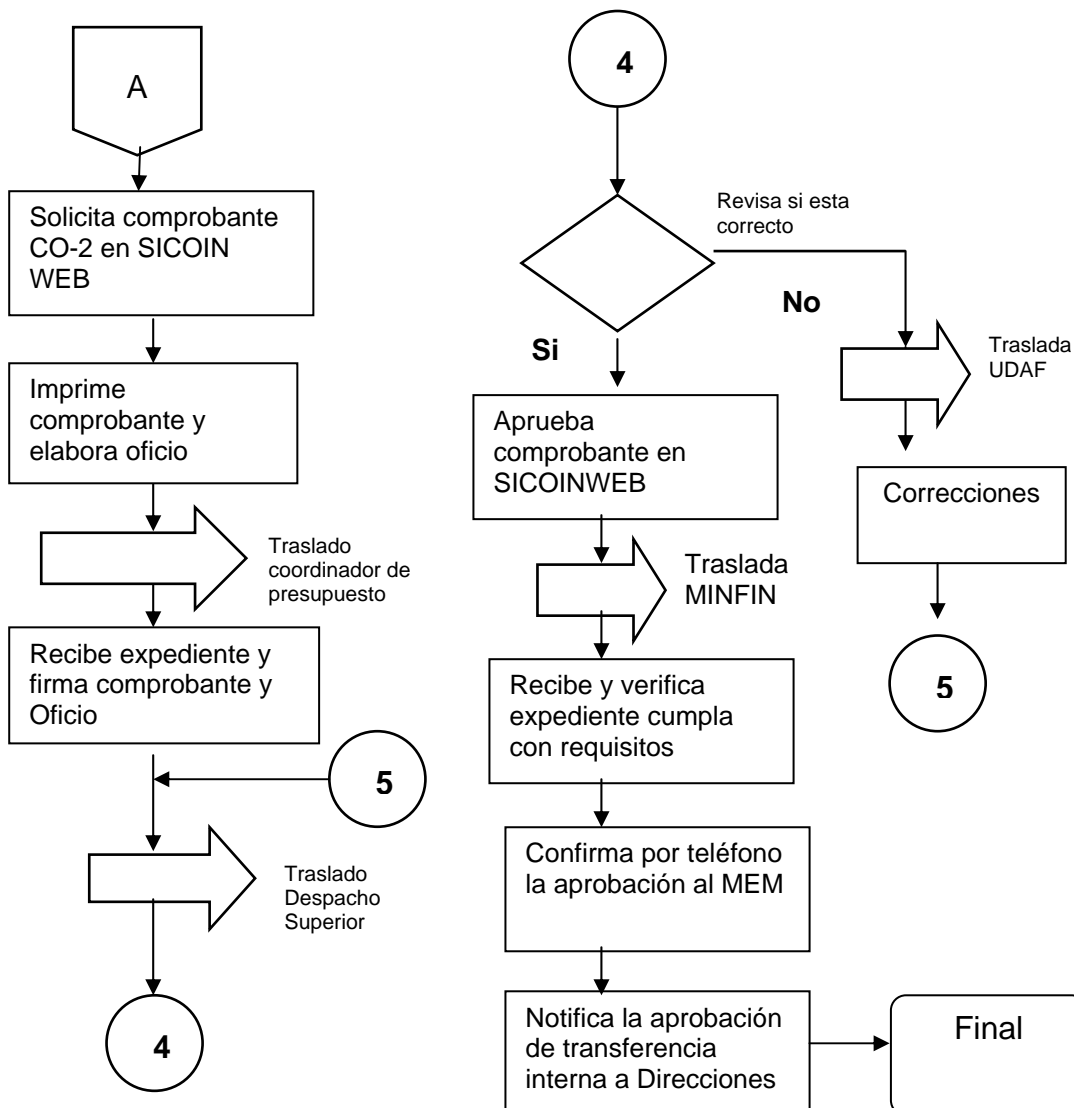 A
Solicita comprobante
CO-2 en SICOIN
WEB
Imprime
comprobante y
elabora oficio
Traslado
coordinador de
presupuesto
Recibe expediente y
firma comprobante y
Oficio
5
Traslado
Despacho
Superior
4
4
Revisa si esta
correcto
No
Si
Traslada
UDAF
Correcciones
5
Aprueba
comprobante en
SICOINWEB
Traslada
MINFIN
Recibe y verifica
expediente cumpla
con requisitos
Confirma por teléfono
la aprobación al MEM
Notifica la aprobación
de transferencia
interna a Direcciones
Final